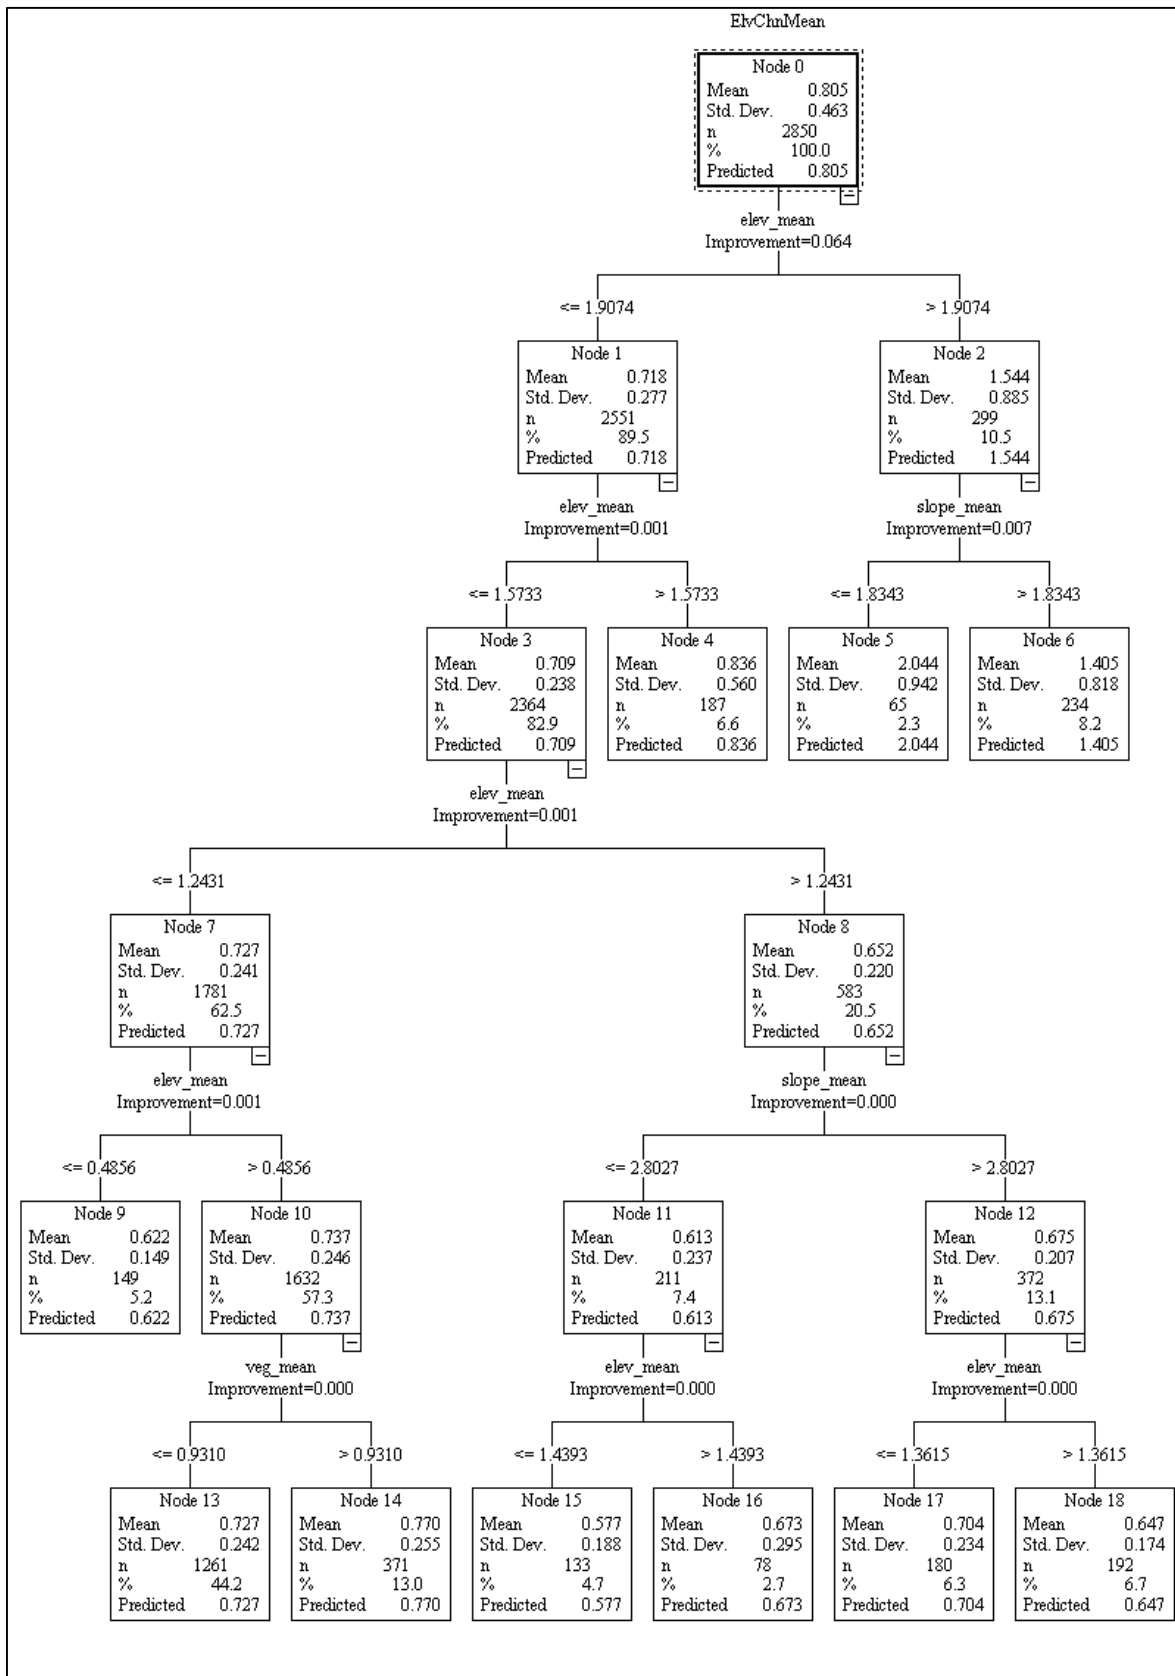 ElvChnMean
Node 0
Mean 0.805
Std. Dev. 0.463
n 2850
% 100.0
Predicted 0.805
elev_mean
Improvement=0.064
<= 1.9074
> 1.9074
Node 1
Mean 0.718
Std. Dev. 0.277
n 2551
% 89.5
Predicted 0.718
Node 2
Mean 1.544
Std. Dev. 0.885
n 299
% 10.5
Predicted 1.544
elev_mean
Improvement=0.001
slope_mean
Improvement=0.007
<= 1.5733
> 1.5733
<= 1.8343
> 1.8343
Node 3
Mean 0.709
Std. Dev. 0.238
n 2364
% 82.9
Predicted 0.709
Node 4
Mean 0.836
Std. Dev. 0.560
n 187
% 6.6
Predicted 0.836
Node 5
Mean 2.044
Std. Dev. 0.942
n 65
% 2.3
Predicted 2.044
Node 6
Mean 1.405
Std. Dev. 0.818
n 234
% 8.2
Predicted 1.405
elev_mean
Improvement=0.001
<= 1.2431
> 1.2431
Node 7
Mean 0.727
Std. Dev. 0.241
n 1781
% 62.5
Predicted 0.727
Node 8
Mean 0.652
Std. Dev. 0.220
n 583
% 20.5
Predicted 0.652
elev_mean
Improvement=0.001
slope_mean
Improvement=0.000
<= 0.4856
> 0.4856
<= 2.8027
> 2.8027
Node 9
Mean 0.622
Std. Dev. 0.149
n 149
% 5.2
Predicted 0.622
Node 10
Mean 0.737
Std. Dev. 0.246
n 1632
% 57.3
Predicted 0.737
Node 11
Mean 0.613
Std. Dev. 0.237
n 211
% 7.4
Predicted 0.613
Node 12
Mean 0.675
Std. Dev. 0.207
n 372
% 13.1
Predicted 0.675
veg_mean
Improvement=0.000
elev_mean
Improvement=0.000
elev_mean
Improvement=0.000
<= 0.9310
> 0.9310
<= 1.4393
> 1.4393
<= 1.3615
> 1.3615
Node 13
Mean 0.727
Std. Dev. 0.242
n 1261
% 44.2
Predicted 0.727
Node 14
Mean 0.770
Std. Dev. 0.255
n 371
% 13.0
Predicted 0.770
Node 15
Mean 0.577
Std. Dev. 0.188
n 133
% 4.7
Predicted 0.577
Node 16
Mean 0.673
Std. Dev. 0.295
n 78
% 2.7
Predicted 0.673
Node 17
Mean 0.704
Std. Dev. 0.234
n 180
% 6.3
Predicted 0.704
Node 18
Mean 0.647
Std. Dev. 0.174
n 192
% 6.7
Predicted 0.647